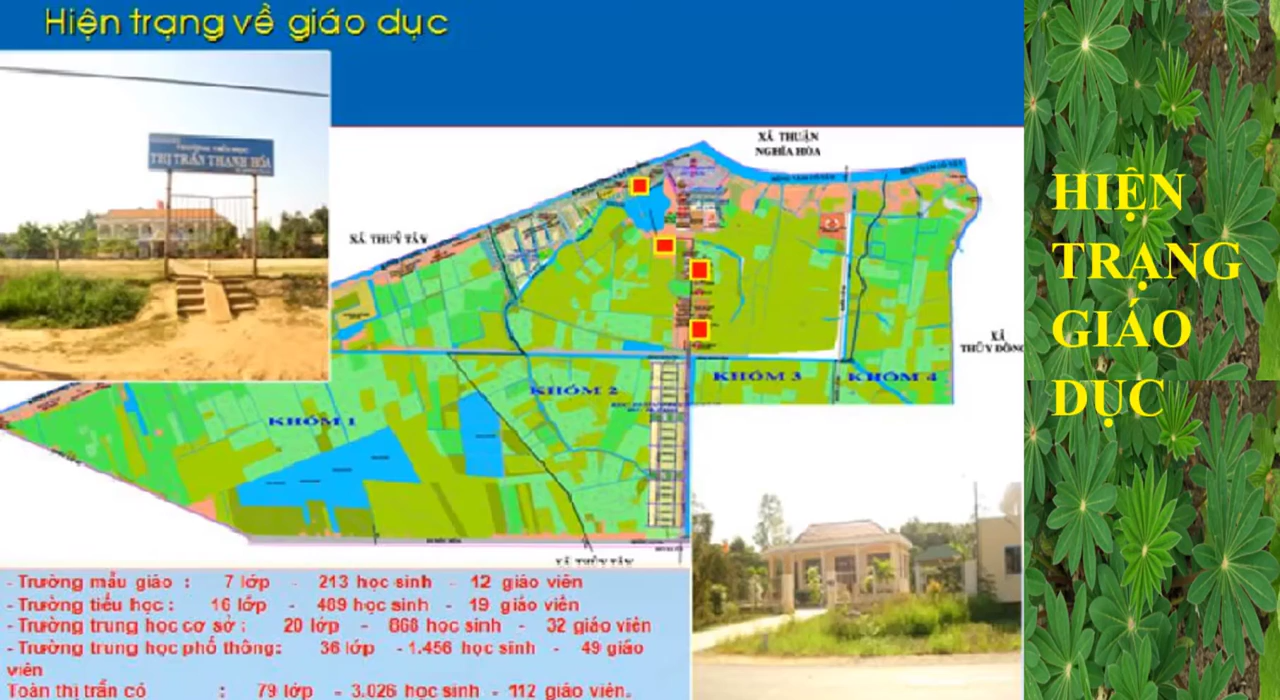 Hiện trạng về giáo dục
TRƯỜNG TIỂU HỌC
THỊ TRẤN THẠNH HÓA
XÃ THUẬN
NGHĨA HÒA
XÃ THUỶ TÂY
XÃ
THỦY ĐÔNG
KHÓM 1
KHÓM 2
KHÓM 3
KHÓM 4
XÃ THỦY TÂY
- Trường mẫu giáo : 7 lớp - 213 học sinh - 12 giáo viên
- Trường tiểu học : 16 lớp - 489 học sinh - 19 giáo viên
- Trường trung học cơ sở : 20 lớp - 868 học sinh - 32 giáo viên
- Trường trung học phổ thông: 36 lớp - 1.456 học sinh - 49 giáo
viên
Toàn thị trấn có : 79 lớp - 3.026 học sinh - 112 giáo viên.
HIỆN
TRẠNG
GIÁO
DỤC